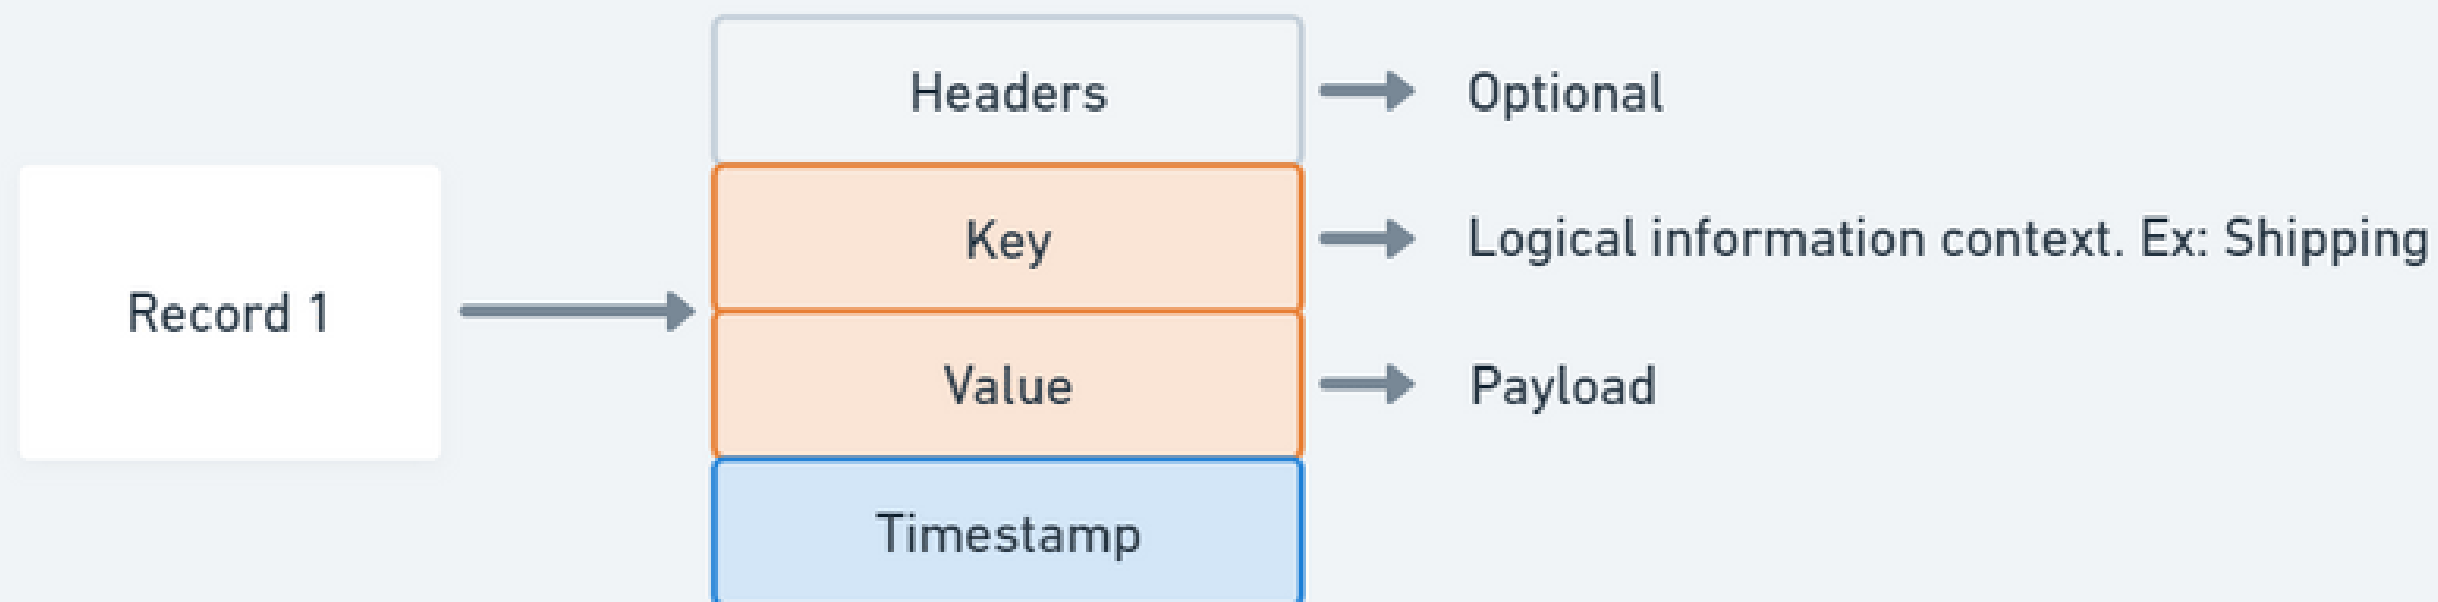 Headers
Optional
Key
Logical information context. Ex: Shipping
Record 1
Value
Payload
Timestamp